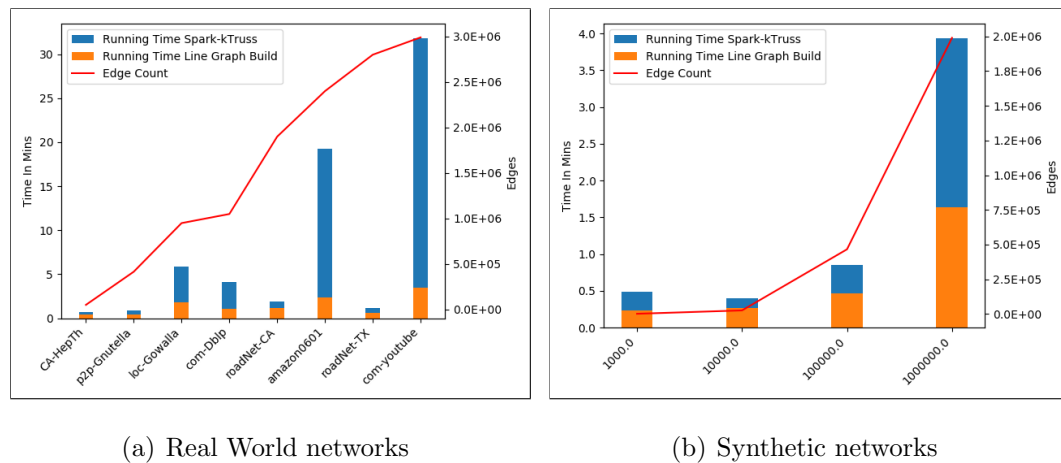 Running Time Spark-kTruss
Running Time Line Graph Build
Edge Count
Time In Mins
30
25
20
15
10
5
0
3.0E+06
2.5E+06
2.0E+06
1.5E+06
1.0E+06
5.0E+05
0.0E+00
Edges
CA-HepTh
p2p-Gnutella
loc-Gowalla
com-Dblp
roadNet-CA
amazon0601
roadNet-TX
com-youtube
(a) Real World networks
Running Time Spark-kTruss
Running Time Line Graph Build
Edge Count
Time In Mins
4.0
3.5
3.0
2.5
2.0
1.5
1.0
0.5
0.0
2.0E+06
1.8E+06
1.5E+06
1.2E+06
1.0E+06
7.5E+05
5.0E+05
2.5E+05
0.0E+00
Edges
1000.0
10000.0
100000.0
1000000.0
(b) Synthetic networks